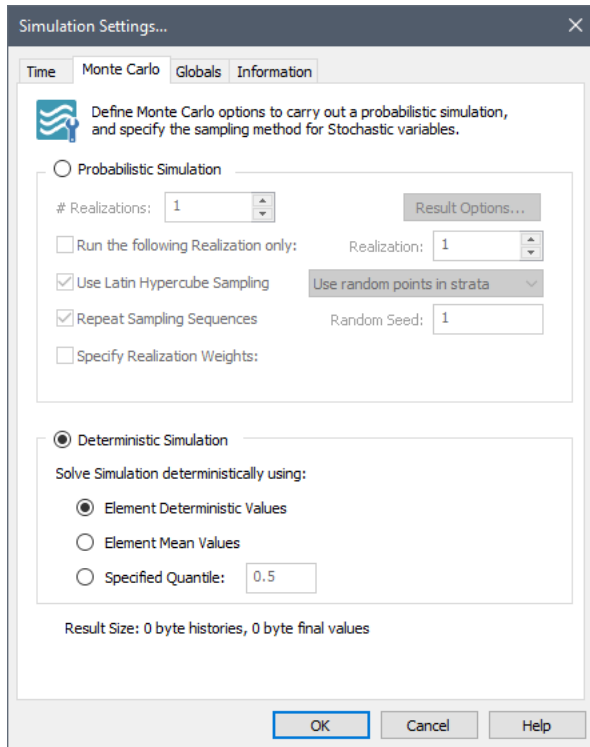 Simulation Settings...
Time Monte Carlo Globals Information
Define Monte Carlo options to carry out a probabilistic simulation,
and specify the sampling method for Stochastic variables.
Probabilistic Simulation
# Realizations: 1 Result Options...
Run the following Realization only: Realization: 1
Use Latin Hypercube Sampling Use random points in strata
Repeat Sampling Sequences Random Seed: 1
Specify Realization Weights:
Deterministic Simulation
Solve Simulation deterministically using:
Element Deterministic Values
Element Mean Values
Specified Quantile: 0.5
Result Size: 0 byte histories, 0 byte final values
OK Cancel Help